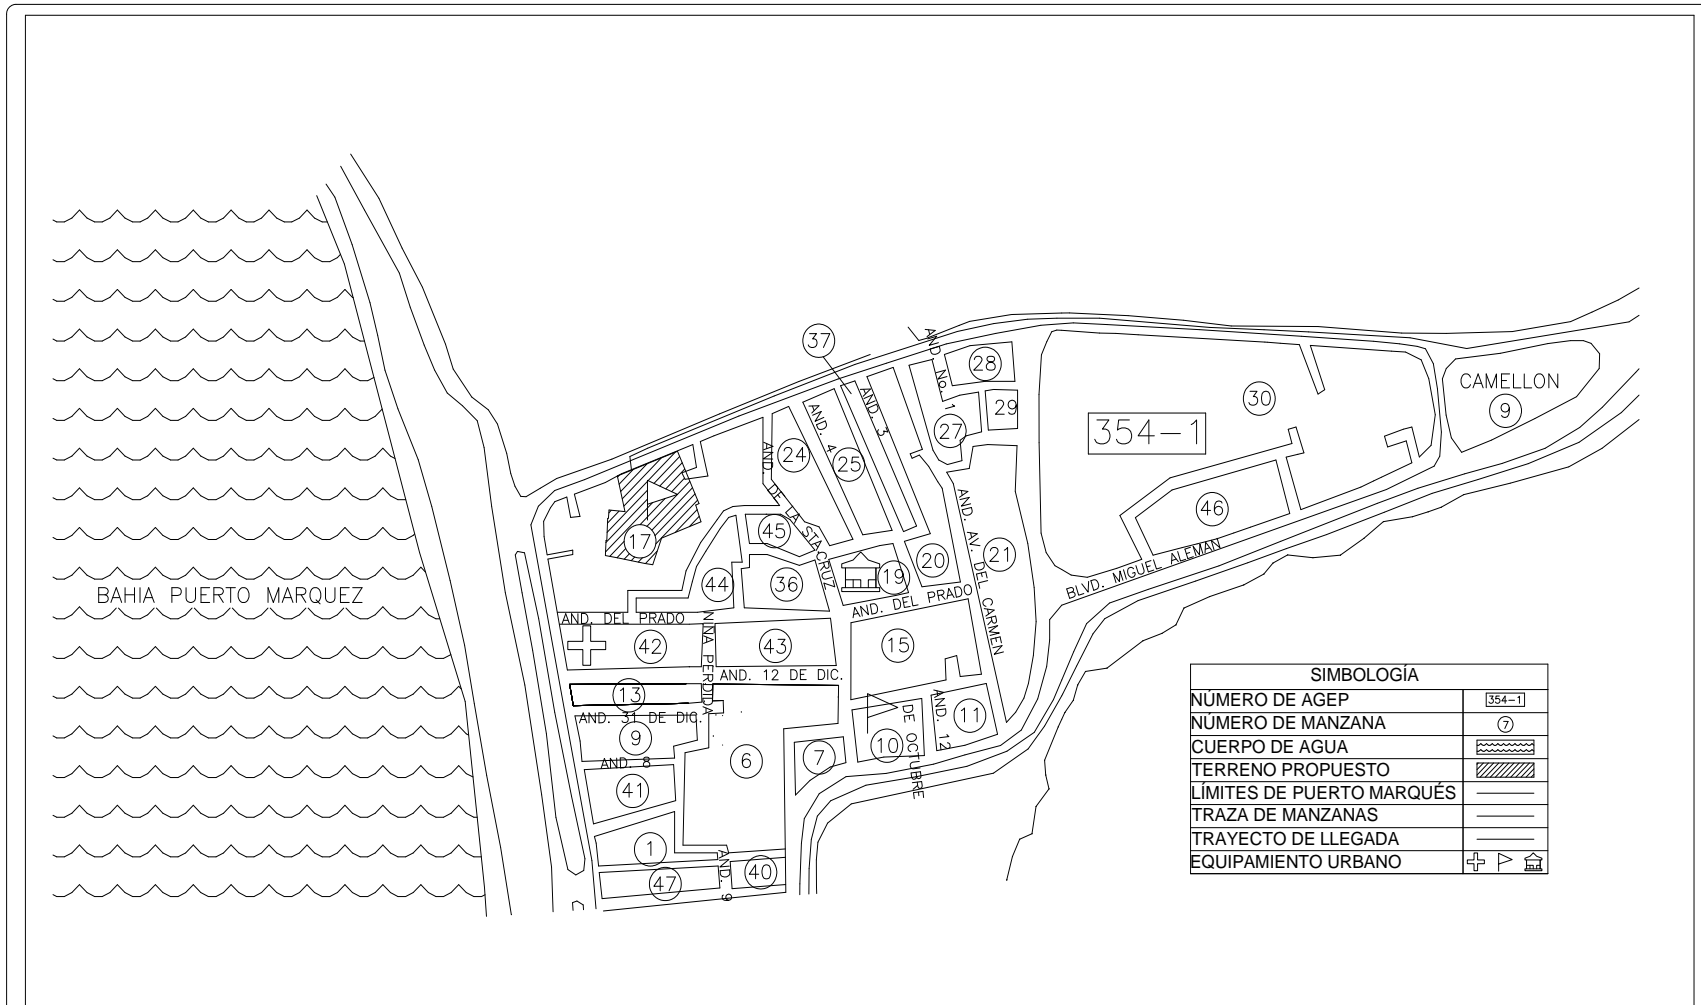 37
28
CAMELLON
9
30
29
354-1
27
24
25
AND No. 1
AND. 3
AND. 4
AND.
DE LA STACRUZ
17
45
46
20
21
AND. AV. DEL CARMEN
BLVD. MIGUEL ALEMAN
44
36
19
BAHIA PUERTO MARQUEZ
AND. DEL PRADO
AND. DEL PRADO
NIÑA PERDIDA
42
43
15
AND. 12 DE DIC.
13
AND. 31 DE DIC.
9
6
7
10
11
AND. 12
DE OCTUBRE
AND. 8
41
1
47
40
AND. 9
SIMBOLOGÍA
NÚMERO DE AGEP 354-1
NÚMERO DE MANZANA 7
CUERPO DE AGUA
TERRENO PROPUESTO
LÍMITES DE PUERTO MARQUÉS
TRAZA DE MANZANAS
TRAYECTO DE LLEGADA
EQUIPAMIENTO URBANO